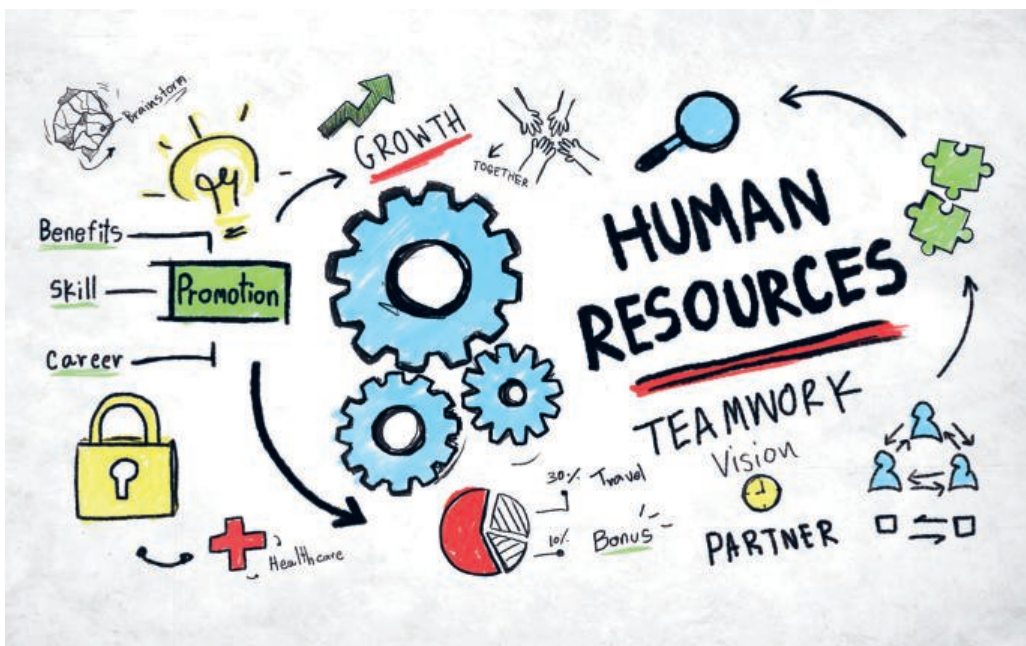 Brainstorm
GROWTH
TOGETHER
HUMAN
RESOURCES
Benefits
Skill
Promotion
Career
TEAMWORK
Vision
30% Travel
10% Bonus
PARTNER
Healthcare